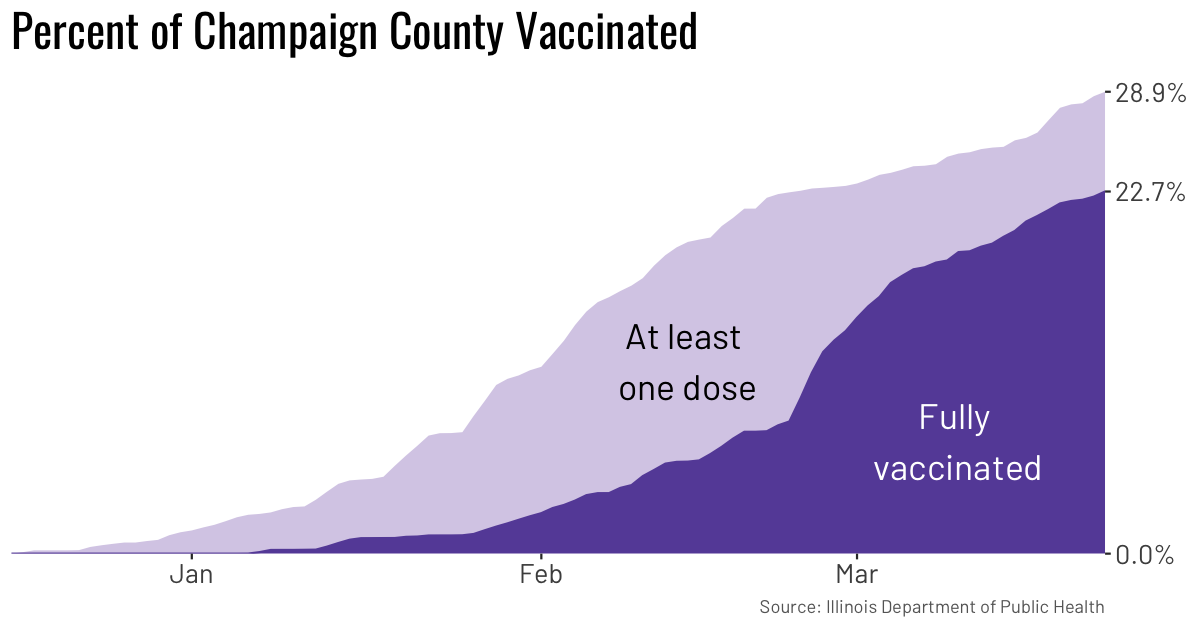 Percent of Champaign County Vaccinated
28.9%
22.7%
At least
one dose
Fully
vaccinated
0.0%
Jan
Feb
Mar
Source: Illinois Department of Public Health